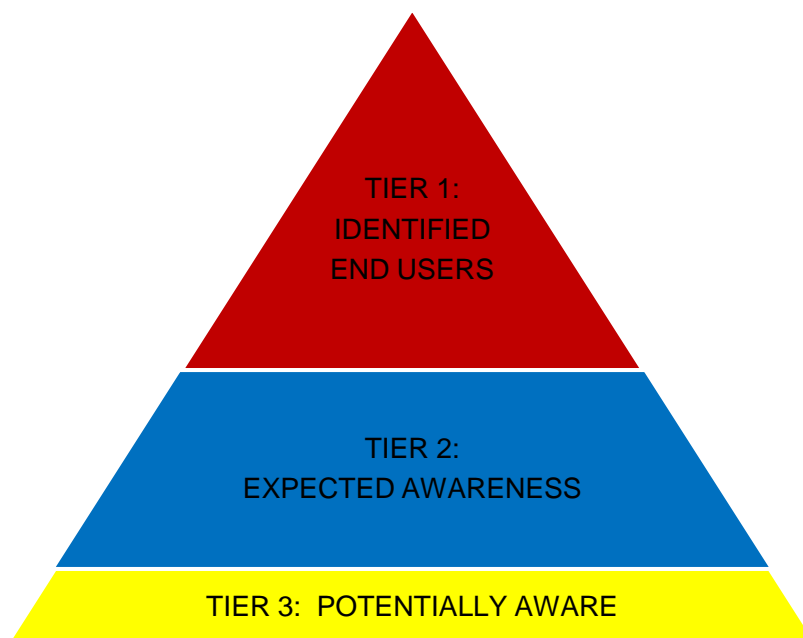 TIER 1:
IDENTIFIED
END USERS
TIER 2:
EXPECTED AWARENESS
TIER 3:  POTENTIALLY AWARE